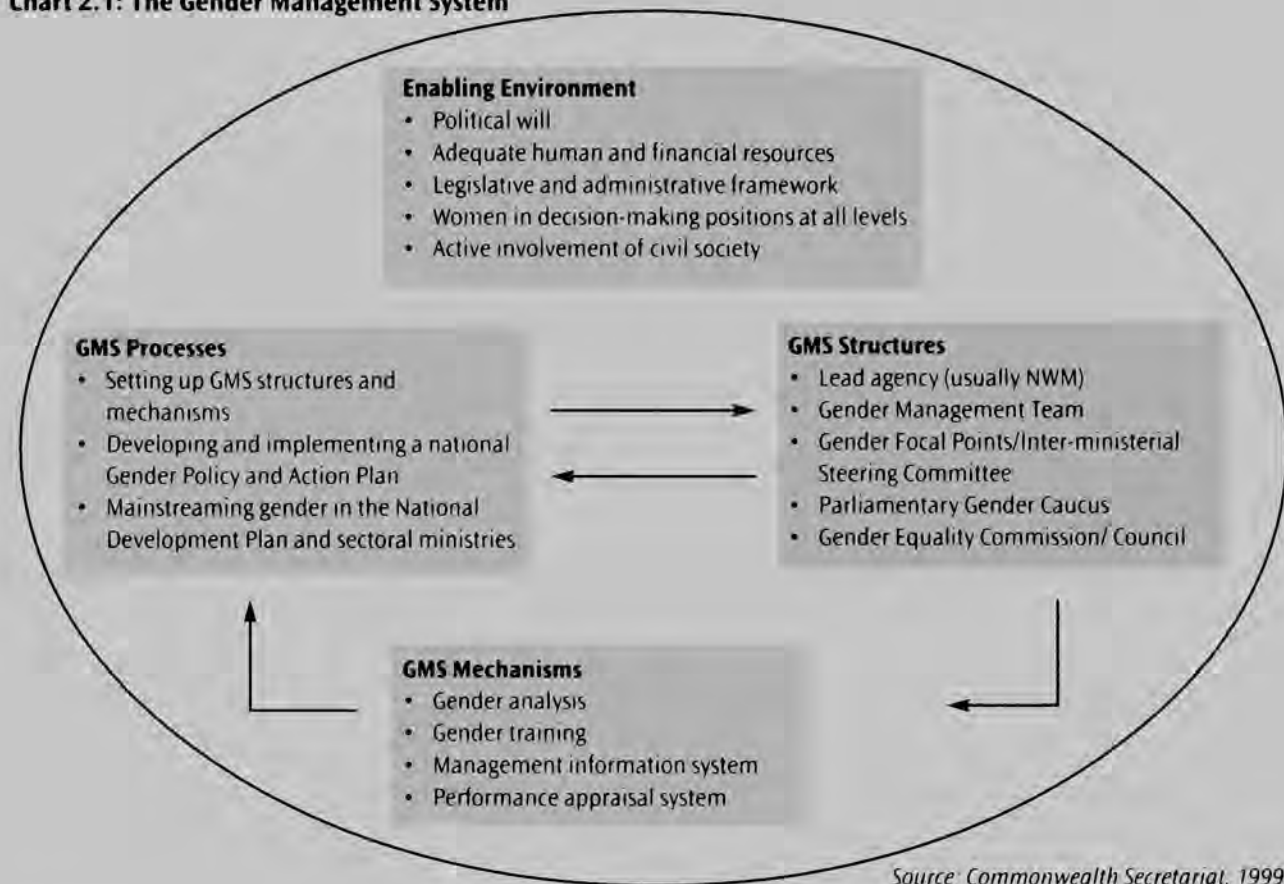 Chart 2.1: The Gender Management System
Enabling Environment
• Political will
• Adequate human and financial resources
• Legislative and administrative framework
• Women in decision-making positions at all levels
• Active involvement of civil society
GMS Processes
• Setting up GMS structures and
mechanisms
• Developing and implementing a national
Gender Policy and Action Plan
• Mainstreaming gender in the National
Development Plan and sectoral ministries
GMS Structures
• Lead agency (usually NWM)
• Gender Management Team
• Gender Focal Points/Inter-ministerial
Steering Committee
• Parliamentary Gender Caucus
• Gender Equality Commission/ Council
GMS Mechanisms
• Gender analysis
• Gender training
• Management information system
• Performance appraisal system
Source: Commonwealth Secretariat, 1999